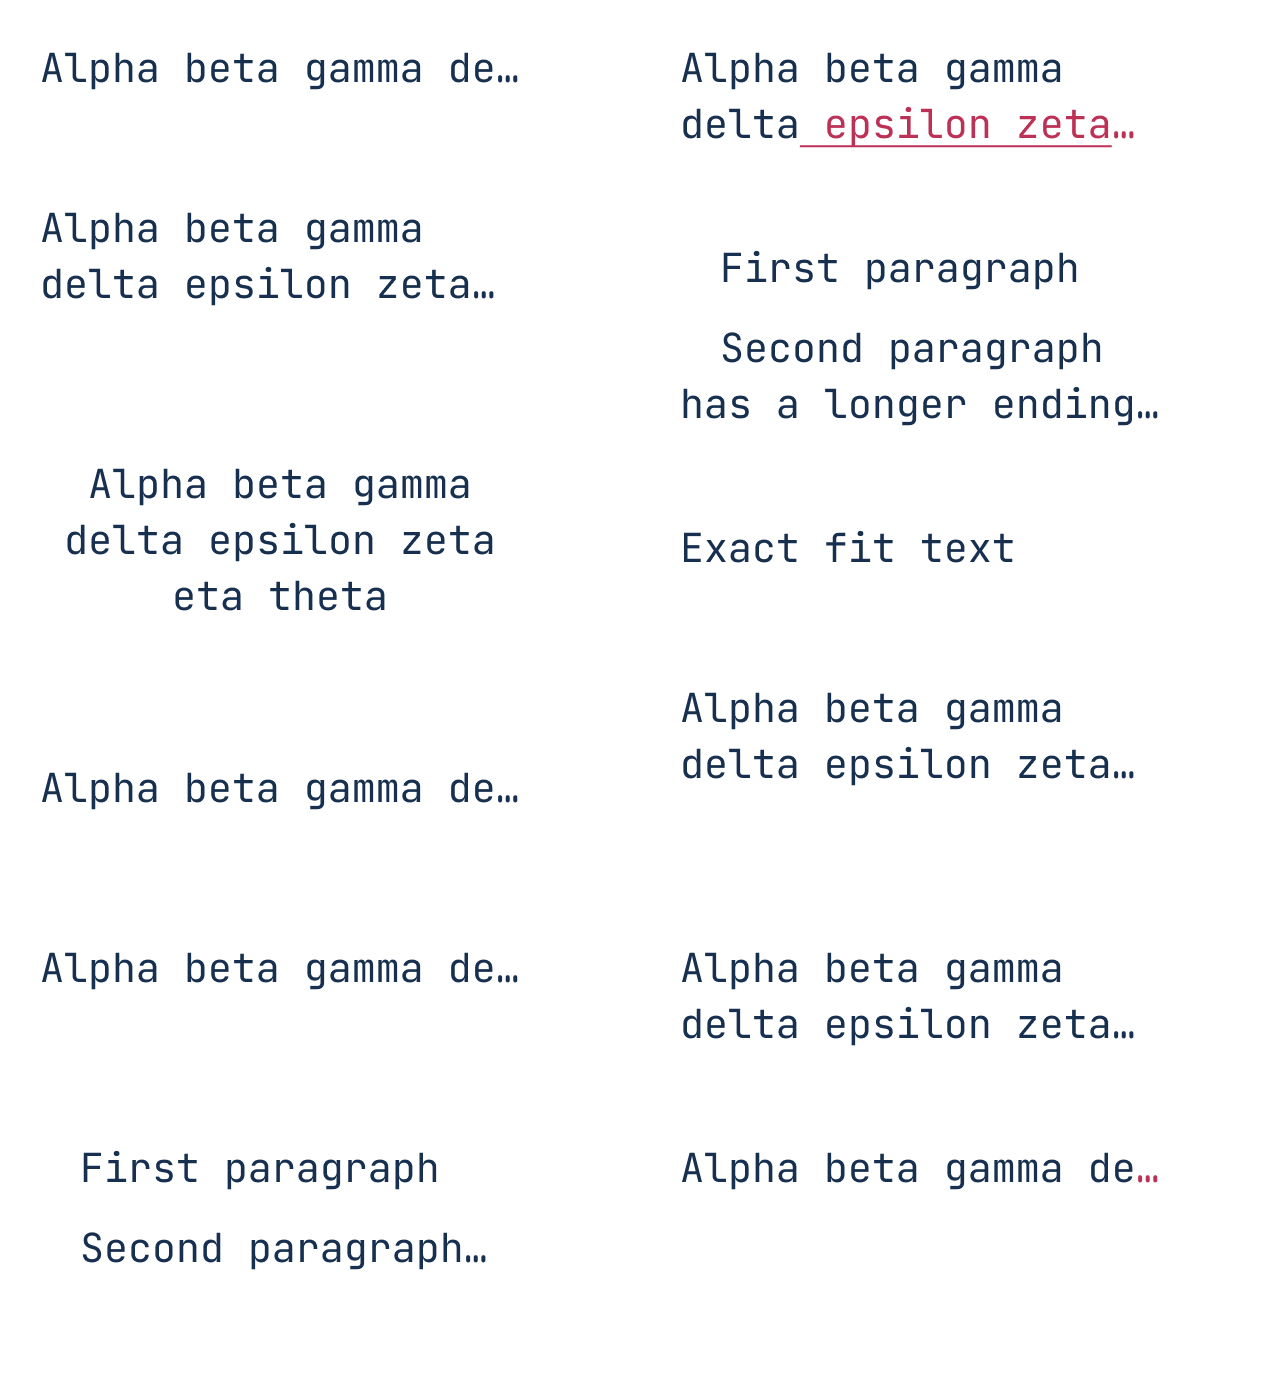 Alpha beta gamma de…
Alpha beta gamma
delta epsilon zeta…
Alpha beta gamma
delta epsilon zeta
eta theta
Alpha beta gamma de…
Alpha beta gamma de…
First paragraph
Second paragraph…
Alpha beta gamma
delta epsilon zeta…
First paragraph
Second paragraph
has a longer ending…
Exact fit text
Alpha beta gamma
delta epsilon zeta…
Alpha beta gamma
delta epsilon zeta…
Alpha beta gamma de…